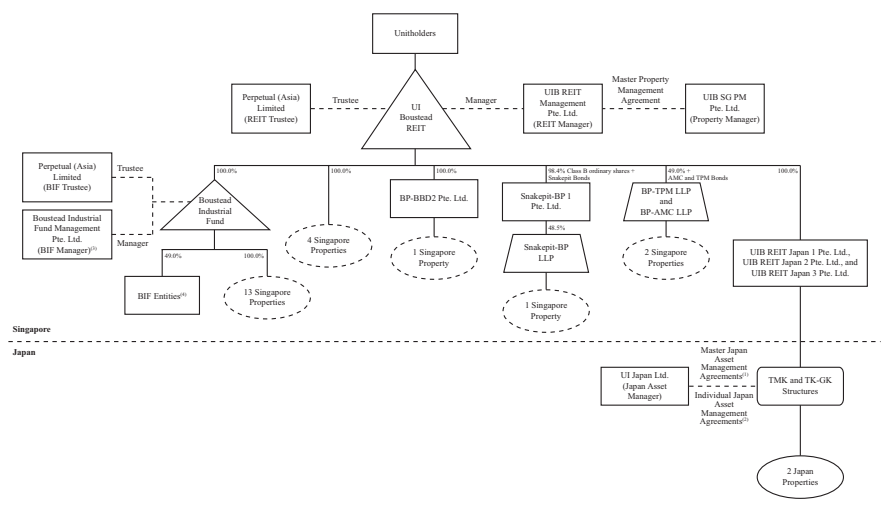 Unitholders
Perpetual (Asia)
Limited
(REIT Trustee)
Trustee
UI
Boustead
REIT
Manager
UIB REIT
Management
Pte. Ltd.
(REIT Manager)
Master Property
Management
Agreement
UIB SG PM
Pte. Ltd.
(Property Manager)
Perpetual (Asia)
Limited
(BIF Trustee)
Trustee
Boustead Industrial
Fund Management
Pte. Ltd.
(BIF Manager)(3)
Manager
100.0%
Boustead
Industrial
Fund
49.0%
BIF Entities(4)
100.0%
13 Singapore
Properties
100.0%
4 Singapore
Properties
100.0%
BP-BBD2 Pte. Ltd.
1 Singapore
Property
98.4% Class B ordinary shares +
Snakepit Bonds
Snakepit-BP 1
Pte. Ltd.
48.5%
Snakepit-BP
LLP
1 Singapore
Property
49.0% +
AMC and TPM Bonds
BP-TPM LLP
and
BP-AMC LLP
2 Singapore
Properties
100.0%
UIB REIT Japan 1 Pte. Ltd.,
UIB REIT Japan 2 Pte. Ltd., and
UIB REIT Japan 3 Pte. Ltd.
Singapore
Japan
UI Japan Ltd.
(Japan Asset
Manager)
Master Japan
Asset
Management
Agreements(1)
Individual Japan
Asset
Management
Agreements(2)
TMK and TK-GK
Structures
2 Japan
Properties